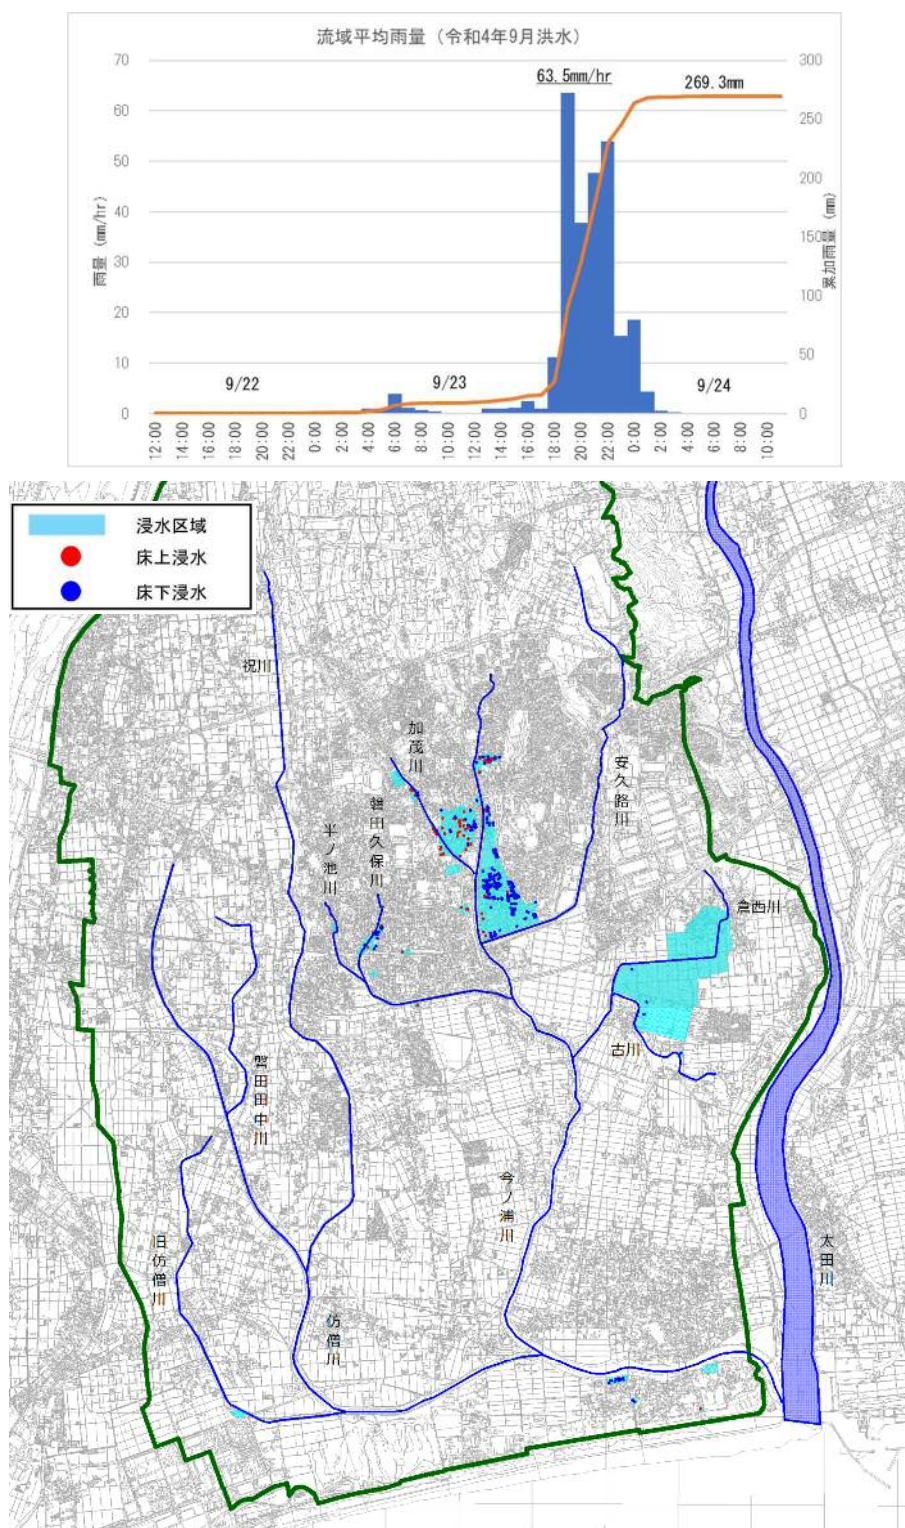 流域平均雨量（令和4年9月洪水）
70
60
50
40
30
20
10
0
雨量（mm/hr）
300
250
200
150
100
50
0
累加雨量（mm）
63.5mm/hr
269.3mm
9/22
9/23
9/24
12:00
14:00
16:00
18:00
20:00
22:00
0:00
2:00
4:00
6:00
8:00
10:00
12:00
14:00
16:00
18:00
20:00
22:00
0:00
2:00
4:00
6:00
8:00
10:00
浸水区域
床上浸水
床下浸水
祝川
加茂川
安久路川
磐田久保川
半ノ池川
倉西川
古川
磐田田中川
今ノ浦川
旧仿僧川
太田川
仿僧川